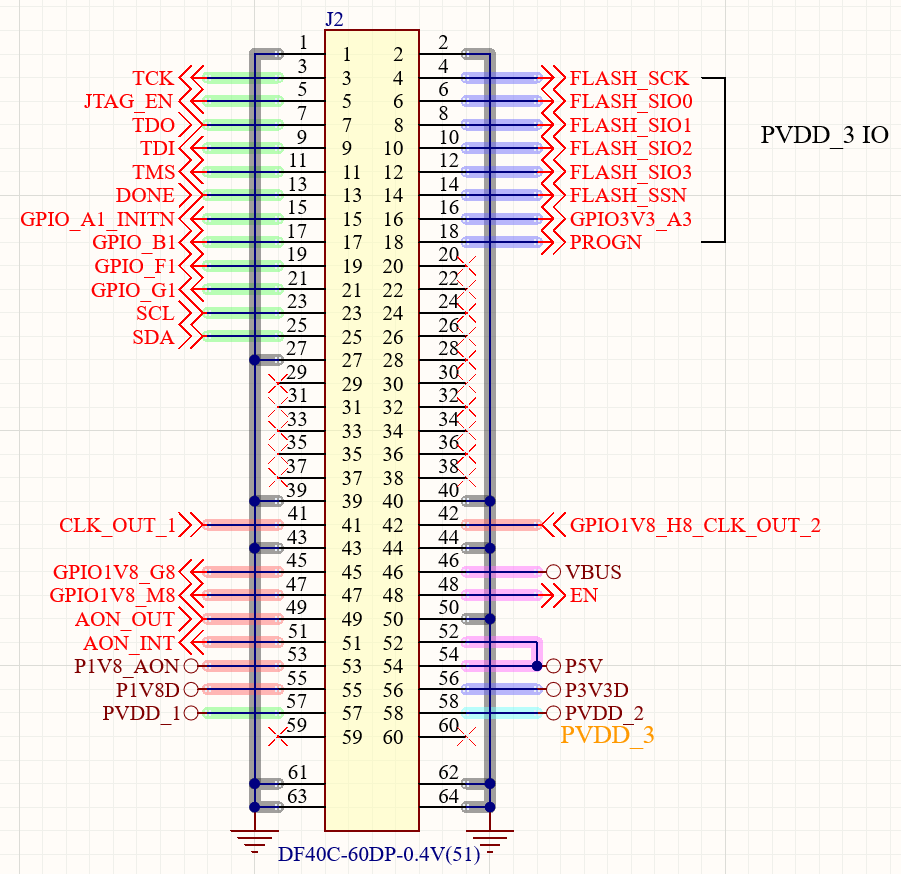 J2
1 1 2 2
TCK 3 3 4 4 FLASH_SCK
JTAG_EN 5 5 6 6 FLASH_SIO0
TDO 7 7 8 8 FLASH_SIO1
PVDD_3 IO
TDI 9 9 10 10 FLASH_SIO2
TMS 11 11 12 12 FLASH_SIO3
DONE 13 13 14 14 FLASH_SSN
GPIO_A1_INITN 15 15 16 16 GPIO3V3_A3
GPIO_B1 17 17 18 18 PROGN
GPIO_F1 19 19 20 20
GPIO_G1 21 21 22 22
SCL 23 23 24 24
SDA 25 25 26 26
27 27 28 28
29 29 30 30
31 31 32 32
33 33 34 34
35 35 36 36
37 37 38 38
39 39 40 40
CLK_OUT_1 41 41 42 42 GPIO1V8_H8_CLK_OUT_2
43 43 44 44
GPIO1V8_G8 45 45 46 46 VBUS
GPIO1V8_M8 47 47 48 48 EN
AON_OUT 49 49 50 50
AON_INT 51 51 52 52
P1V8_AON 53 53 54 54 P5V
P1V8D 55 55 56 56 P3V3D
PVDD_1 57 57 58 58 PVDD_2
PVDD_3
59 59 60 60
61 62
63 64
DF40C-60DP-0.4V(51)